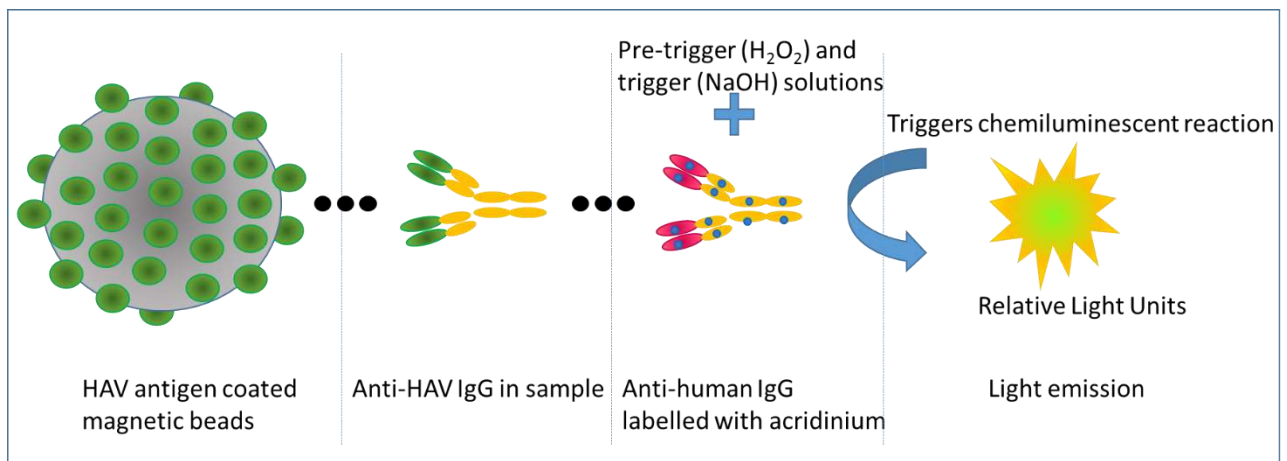 Pre-trigger (H₂O₂) and
trigger (NaOH) solutions
Triggers chemiluminescent reaction
Relative Light Units
HAV antigen coated
magnetic beads
Anti-HAV IgG in sample
Anti-human IgG
labelled with acridinium
Light emission